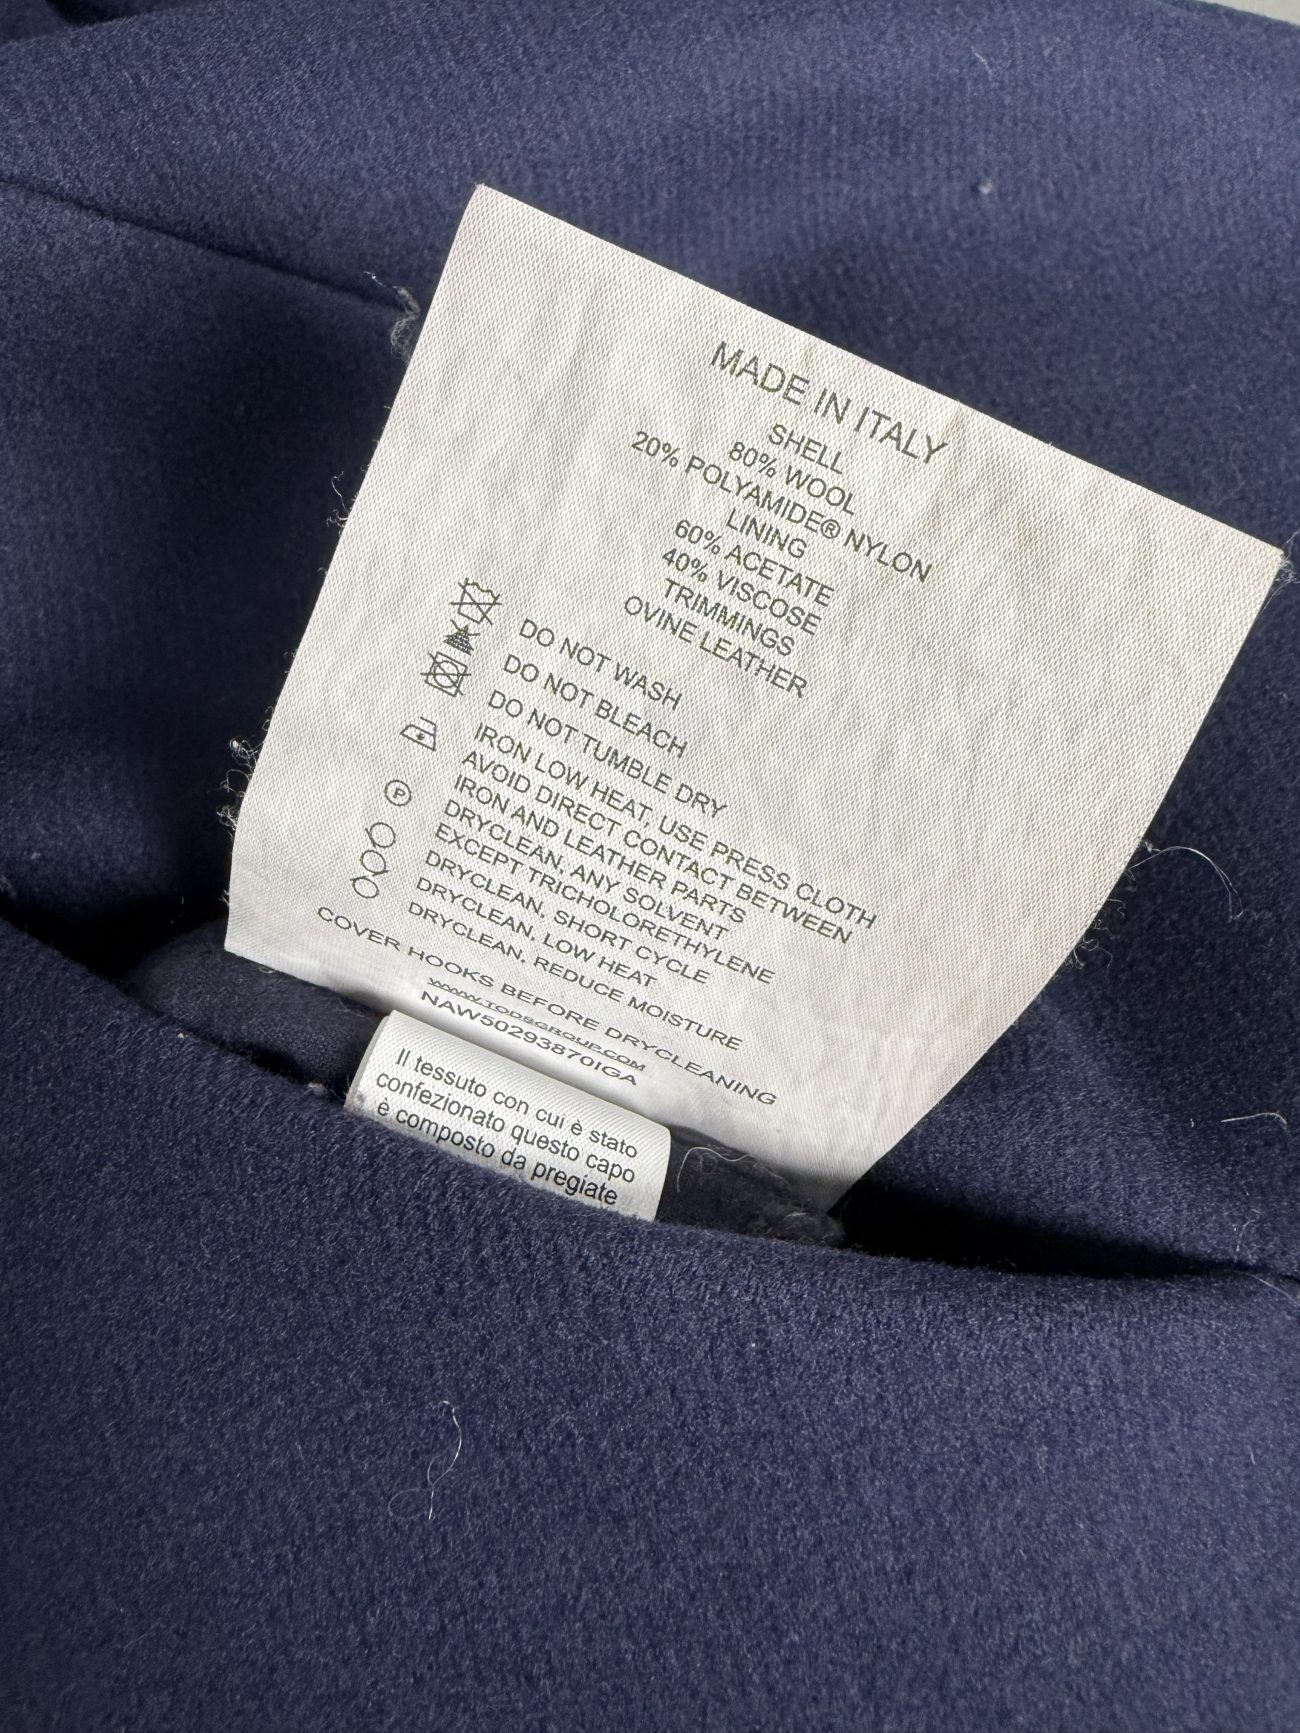 MADE IN ITALY
SHELL
80% WOOL
20% POLYAMIDE® NYLON
LINING
60% ACETATE
40% VISCOSE
TRIMMINGS
OVINE LEATHER
DO NOT WASH
DO NOT BLEACH
DO NOT TUMBLE DRY
IRON LOW HEAT, USE PRESS CLOTH
AVOID DIRECT CONTACT BETWEEN
IRON AND LEATHER PARTS
P DRYCLEAN, ANY SOLVENT
EXCEPT TRICHOLORETHYLENE
DRYCLEAN, SHORT CYCLE
DRYCLEAN, LOW HEAT
DRYCLEAN, REDUCE MOISTURE
COVER HOOKS BEFORE DRYCLEANING
WWW.TODSGROUP.COM
NAW50293870IGA
Il tessuto con cui è stato
confezionato questo capo
è composto da pregiate